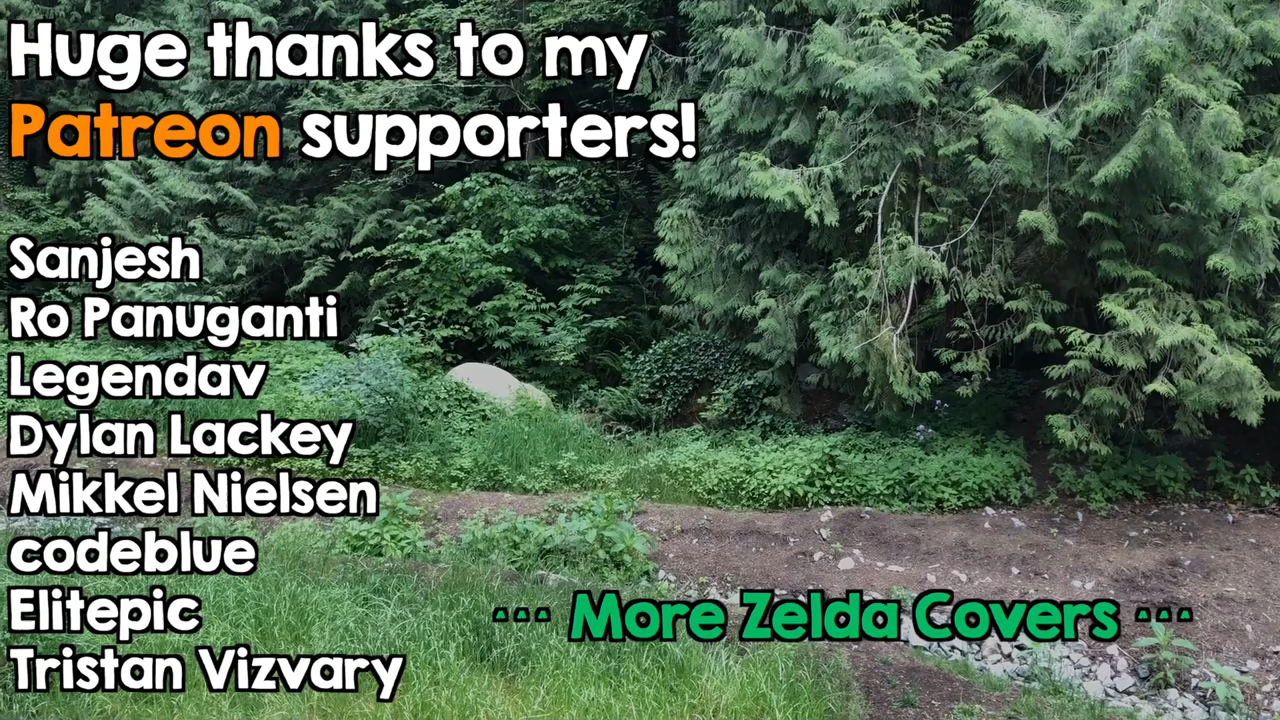 Huge thanks to my
Patreon supporters!
Sanjesh
Ro Panuganti
Legendav
Dylan Lackey
Mikkel Nielsen
codeblue
Elitepic
Tristan Vizvary
··· More Zelda Covers ···